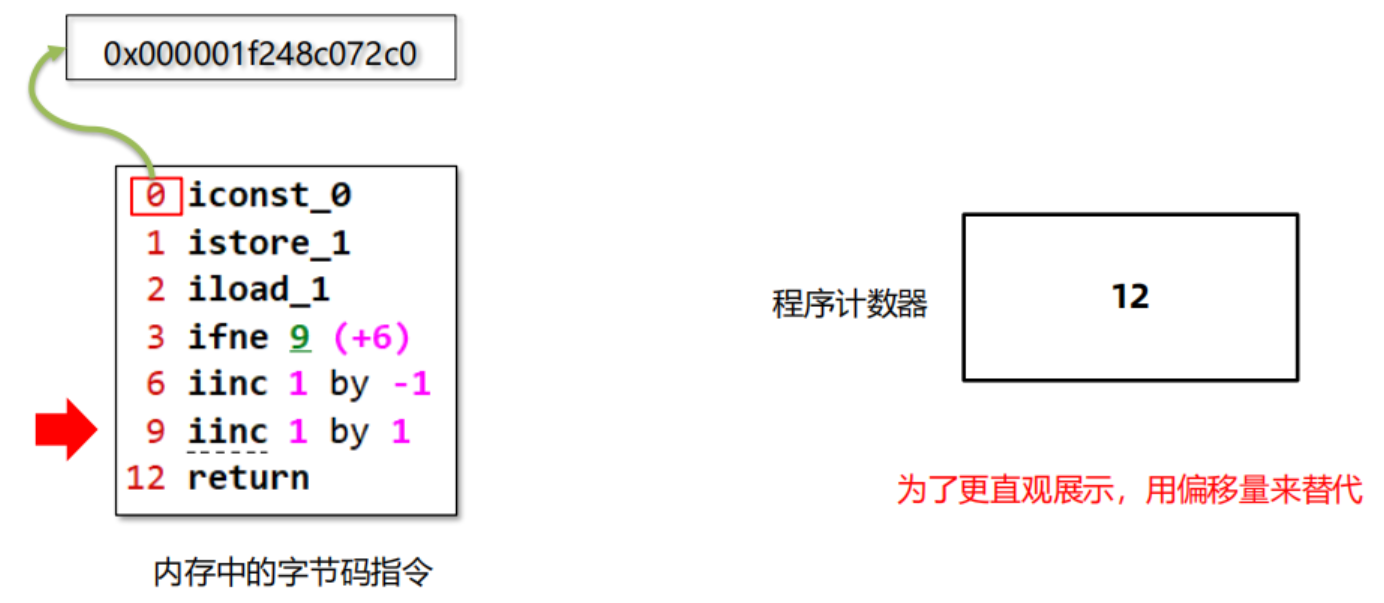 0x000001f248c072c0
0 iconst_0
1 istore_1
2 iload_1
3 ifne 9 (+6)
6 iinc 1 by -1
9 iinc 1 by 1
12 return
内存中的字节码指令
程序计数器
12
为了更直观展示，用偏移量来替代